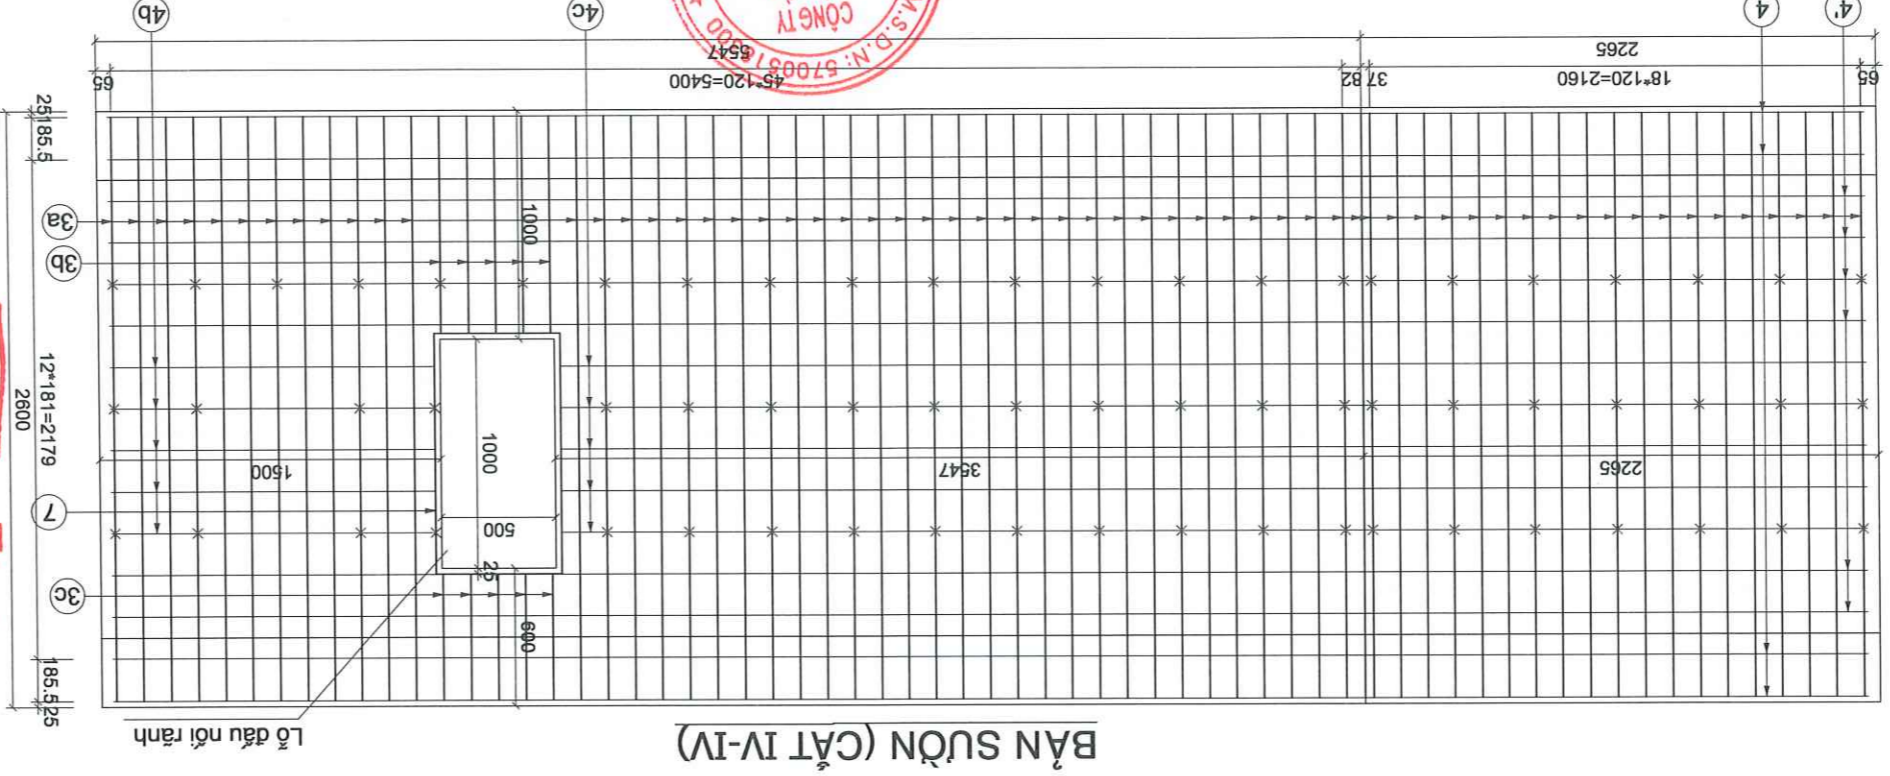 BẢN SƯỜN (CẮT IV-IV)
Lỗ đấu nối rãnh
185.5 25
600
3c
25
500
7
2265
3547
1000
1500
12*181=2179
2600
3b
3a
1000
25 185.5
65
18*120=2160
37 82
45*120=5400
65
2265
5547
4'
4
4c
4b
M.S.D.N:
CÔNG TY